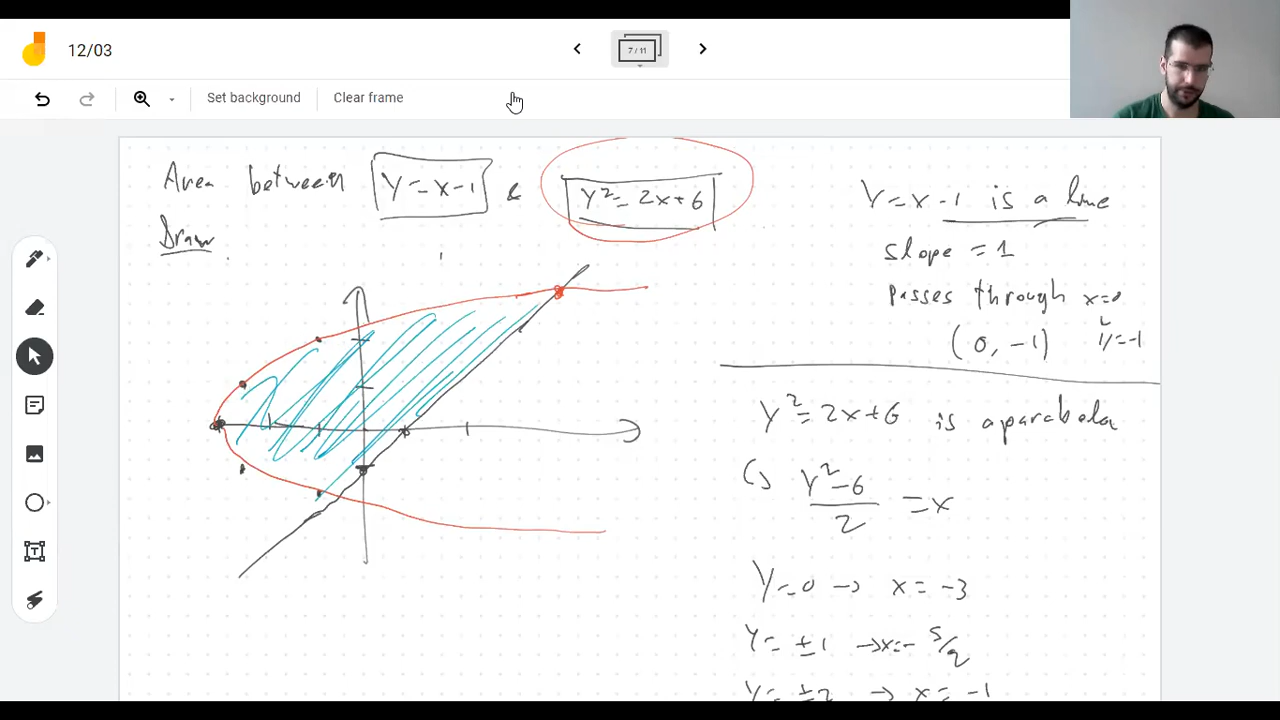 12/03
7 / 11
Set background
Clear frame
Area between Y = x - 1 & Y² = 2x + 6
Draw
Y = x - 1 is a line
slope = 1
passes through x=0
(0, -1) y=-1
Y² = 2x + 6 is a parabola
Y² - 6 / 2 = x
Y = 0 → x = -3
Y = ±1 → x = - 5/2
Y = ±2 → x = -1